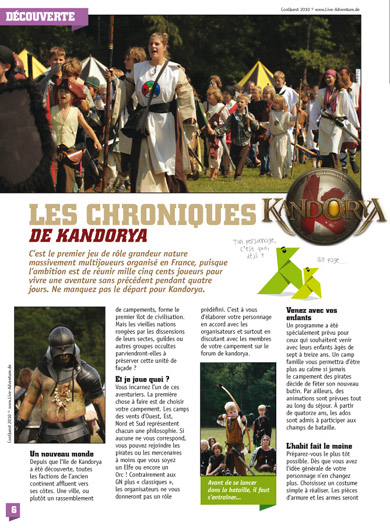 ConQuest 2010 © www.Live-Adventure.de
DÉCOUVERTE
LES CHRONIQUES
DE KANDORYA
KANDORYA
C'est le premier jeu de rôle grandeur nature
massivement multijoueurs organisé en France, puisque
l'ambition est de réunir mille cinq cents joueurs pour
vivre une aventure sans précédent pendant quatre
jours. Ne manquez pas le départ pour Kandorya.
Ton personnage,
c'est quoi,
déjà ?
Un page...
ConQuest 2010 © www.Live-Adventure.de
Un nouveau monde
Depuis que l'île de Kandorya
a été découverte, toutes
les factions de l'ancien
continent affluent vers
ses côtes. Une ville, ou
plutôt un rassemblement
de campements, forme le
premier îlot de civilisation.
Mais les vieilles nations
rongées par les dissensions
de leurs sectes, guildes ou
autres groupes occultes
parviendront-elles à
préserver cette unité de
façade ?
Et je joue quoi ?
Vous incarnez l'un de ces
aventuriers. La première
chose à faire est de choisir
votre campement. Les camps
des vents d'Ouest, Est,
Nord et Sud représentent
chacun une philosophie. Si
aucune ne vous correspond,
vous pouvez rejoindre les
pirates ou les mercenaires
à moins que vous soyez
un Elfe ou encore un
Orc ! Contrairement aux
GN plus « classiques »,
les organisateurs ne vous
donneront pas un rôle
prédéfini. C'est à vous
d'élaborer votre personnage
en accord avec les
organisateurs et surtout en
discutant avec les membres
de votre campement sur le
forum de kandorya.
Avant de se lancer
dans la bataille, il faut
s'entraîner...
Venez avec vos
enfants
Un programme a été
spécialement prévu pour
ceux qui souhaitent venir
avec leurs enfants âgés de
sept à treize ans. Un camp
famille vous permettra d'être
plus au calme si jamais
le campement des pirates
décide de fêter son nouveau
butin. Par ailleurs, des
animations sont prévues tout
au long du séjour. À partir
de quatorze ans, les ados
sont admis à participer aux
champs de bataille.
L'habit fait le moine
Préparez-vous le plus tôt
possible. Dès que vous avez
l'idée générale de votre
personnage n'en changez
plus. Choisissez un costume
simple à réaliser. Les pièces
d'armure et les armes seront
6